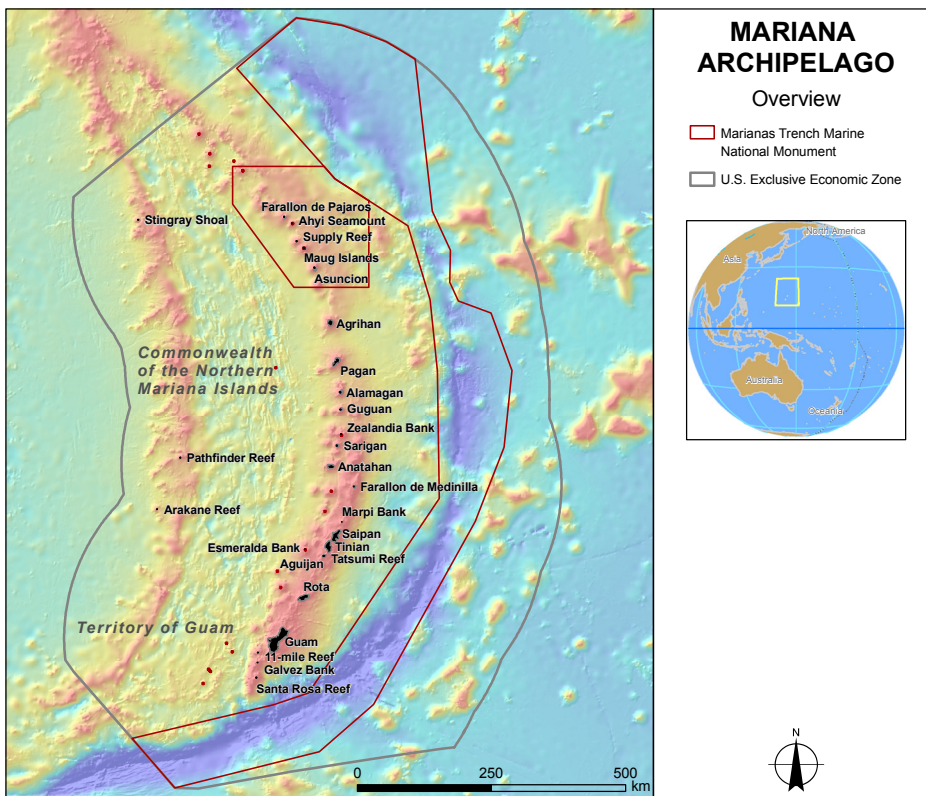 MARIANA
ARCHIPELAGO
Overview
Marianas Trench Marine
National Monument
U.S. Exclusive Economic Zone
North America
Asia
Australia
Oceania
Farallon de Pajaros
Stingray Shoal
Ahyi Seamount
Supply Reef
Maug Islands
Asuncion
Agrihan
Commonwealth
of the Northern
Mariana Islands
Pagan
Alamagan
Guguan
Zealandia Bank
Sarigan
Pathfinder Reef
Anatahan
Farallon de Medinilla
Arakane Reef
Marpi Bank
Saipan
Esmeralda Bank
Tinian
Aguijan
Tatsumi Reef
Rota
Territory of Guam
Guam
11-mile Reef
Galvez Bank
Santa Rosa Reef
0 250 500
km
N